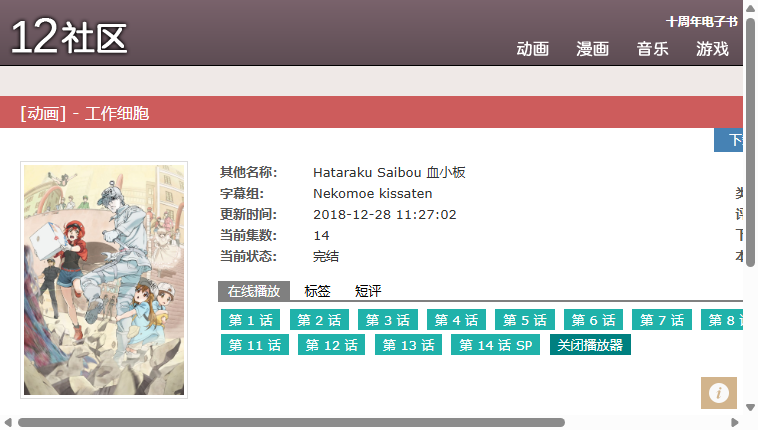 12社区
十周年电子书
动画 漫画 音乐 游戏
[动画] - 工作细胞
下
其他名称: Hataraku Saibou 血小板
字幕组: Nekomoe kissaten
更新时间: 2018-12-28 11:27:02
当前集数: 14
当前状态: 完结
在线播放 标签 短评
第 1 话 第 2 话 第 3 话 第 4 话 第 5 话 第 6 话 第 7 话 第 8
第 11 话 第 12 话 第 13 话 第 14 话 SP 关闭播放器